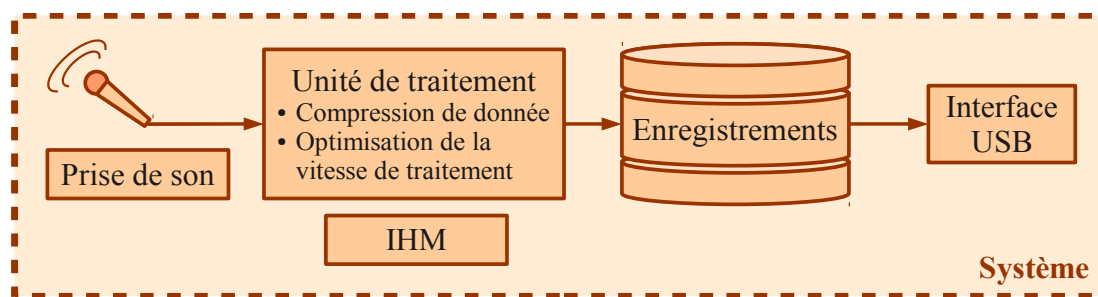 Prise de son
Unité de traitement
• Compression de donnée
• Optimisation de la
vitesse de traitement
IHM
Enregistrements
Interface
USB
Système